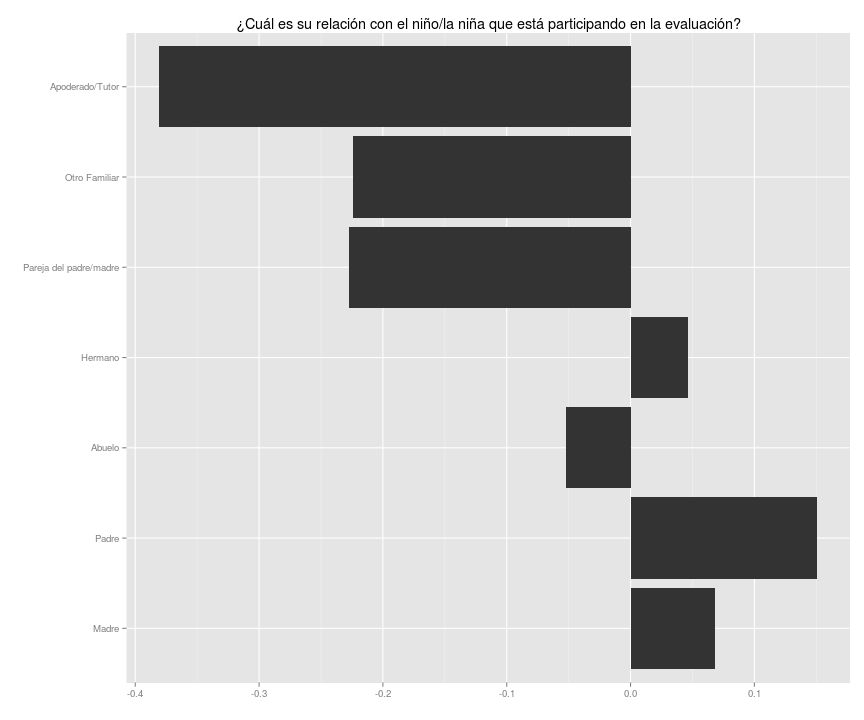 ¿Cuál es su relación con el niño/la niña que está participando en la evaluación?
Apoderado/Tutor
Otro Familiar
Pareja del padre/madre
Hermano
Abuelo
Padre
Madre
-0.4 -0.3 -0.2 -0.1 0.0 0.1